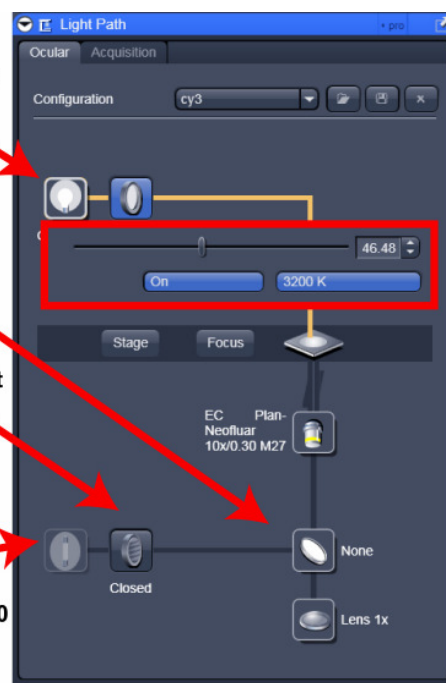 Light Path
+ pro
Ocular Acquisition
Configuration cy3
46.48
On 3200 K
Stage Focus
t
EC Plan-
Neofluar
10x/0.30 M27
None
Closed
0
Lens 1x